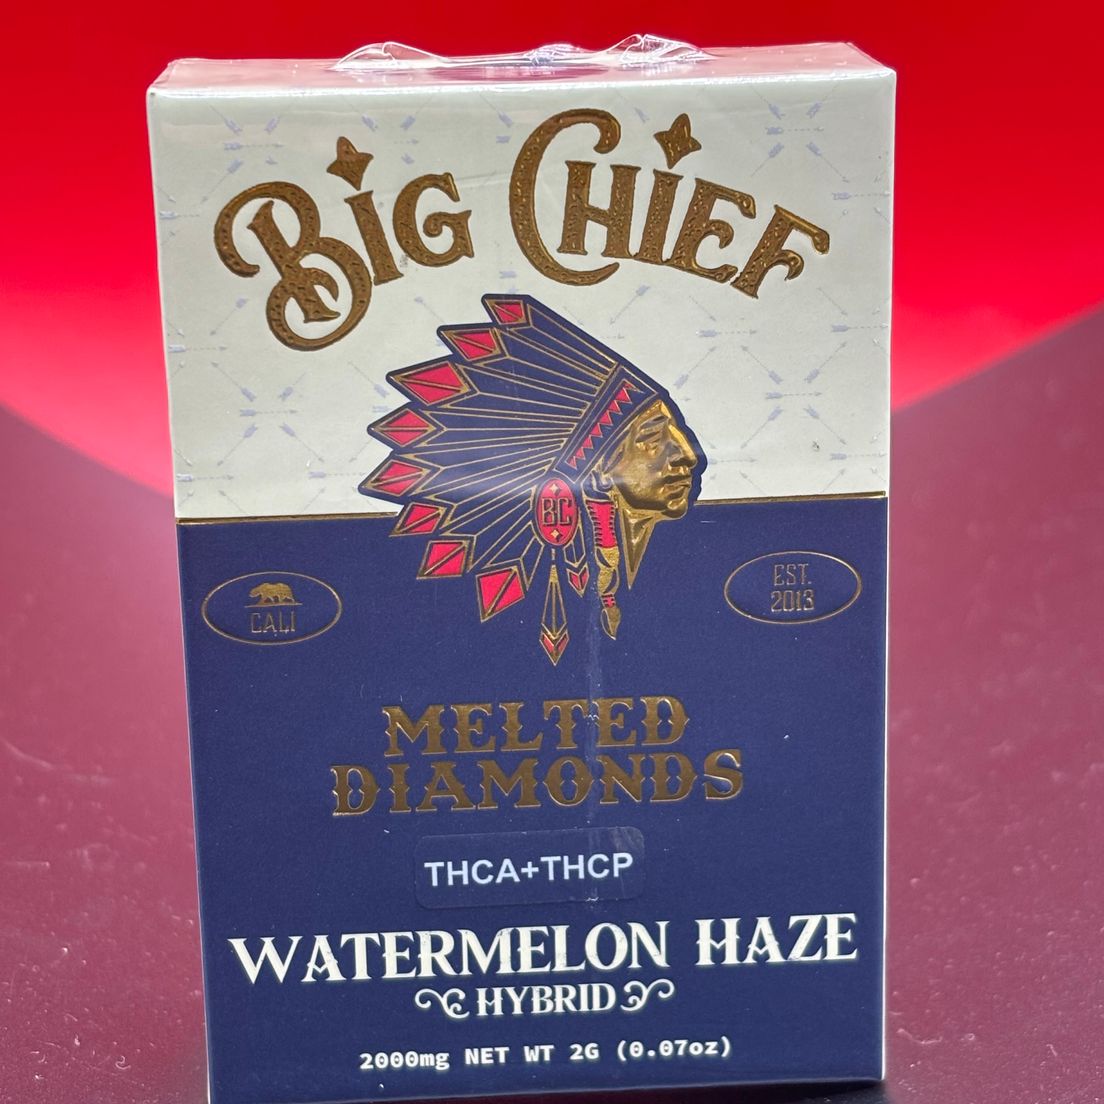 BIG CHIEF
BC
CALI
EST.
2013
MELTED
DIAMONDS
THCA+THCP
WATERMELON HAZE
HYBRID
2000mg NET WT 2G (0.07oz)